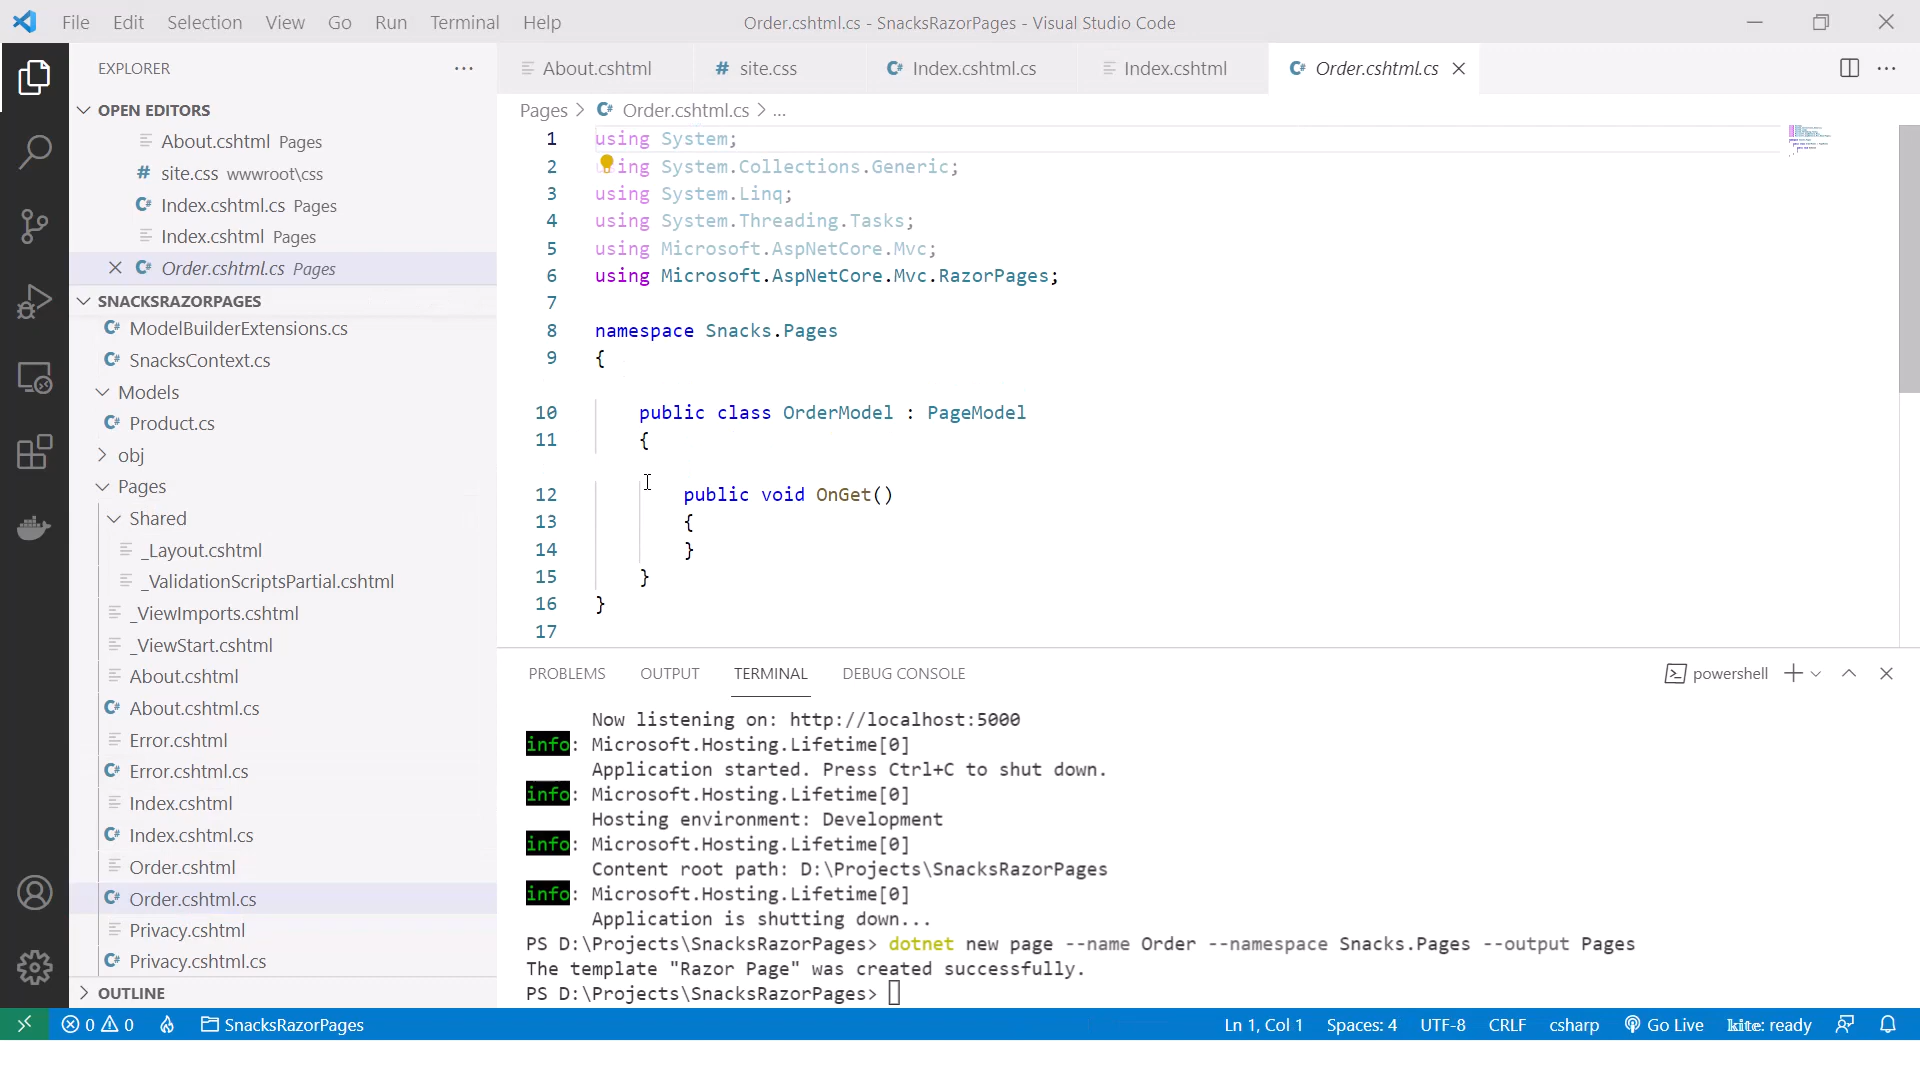 File Edit Selection View Go Run Terminal Help
Order.cshtml.cs - SnacksRazorPages - Visual Studio Code
EXPLORER
OPEN EDITORS
About.cshtml Pages
# site.css wwwroot\css
C# Index.cshtml.cs Pages
Index.cshtml Pages
C# Order.cshtml.cs Pages
SNACKSRAZORPAGES
C# ModelBuilderExtensions.cs
C# SnacksContext.cs
Models
C# Product.cs
obj
Pages
Shared
_Layout.cshtml
_ValidationScriptsPartial.cshtml
_ViewImports.cshtml
_ViewStart.cshtml
About.cshtml
C# About.cshtml.cs
Error.cshtml
C# Error.cshtml.cs
Index.cshtml
C# Index.cshtml.cs
Order.cshtml
C# Order.cshtml.cs
Privacy.cshtml
C# Privacy.cshtml.cs
OUTLINE
About.cshtml # site.css C# Index.cshtml.cs Index.cshtml C# Order.cshtml.cs
Pages > C# Order.cshtml.cs > ...
1 using System;
2 using System.Collections.Generic;
3 using System.Linq;
4 using System.Threading.Tasks;
5 using Microsoft.AspNetCore.Mvc;
6 using Microsoft.AspNetCore.Mvc.RazorPages;
7
8 namespace Snacks.Pages
9 {
10 public class OrderModel : PageModel
11 {
12 public void OnGet()
13 {
14 }
15 }
16 }
17
PROBLEMS OUTPUT TERMINAL DEBUG CONSOLE
powershell
Now listening on: http://localhost:5000
info: Microsoft.Hosting.Lifetime[0]
Application started. Press Ctrl+C to shut down.
info: Microsoft.Hosting.Lifetime[0]
Hosting environment: Development
info: Microsoft.Hosting.Lifetime[0]
Content root path: D:\Projects\SnacksRazorPages
info: Microsoft.Hosting.Lifetime[0]
Application is shutting down...
PS D:\Projects\SnacksRazorPages> dotnet new page --name Order --namespace Snacks.Pages --output Pages
The template "Razor Page" was created successfully.
PS D:\Projects\SnacksRazorPages>
0 0 SnacksRazorPages
Ln 1, Col 1 Spaces: 4 UTF-8 CRLF csharp Go Live kite: ready